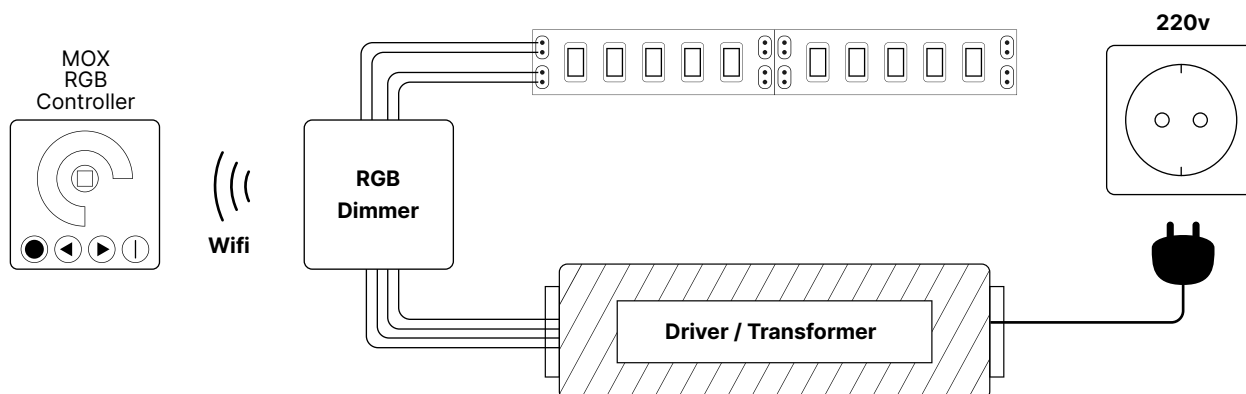 220v
MOX
RGB
Controller
RGB
Dimmer
Wifi
Driver / Transformer